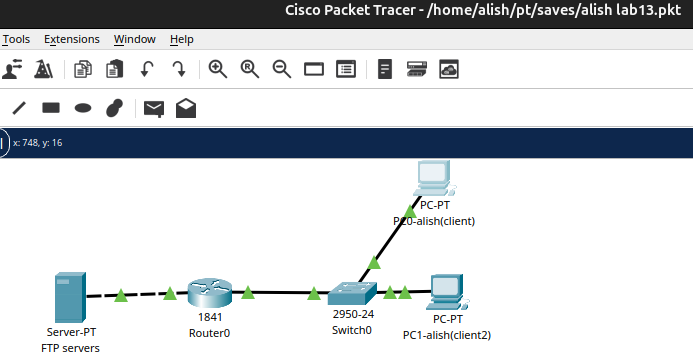 Cisco Packet Tracer - /home/alish/pt/saves/alish lab13.pkt
Tools Extensions Window Help
x: 748, y: 16
PC-PT
PC0-alish(client)
Server-PT
FTP servers
1841
Router0
2950-24
Switch0
PC-PT
PC1-alish(client2)